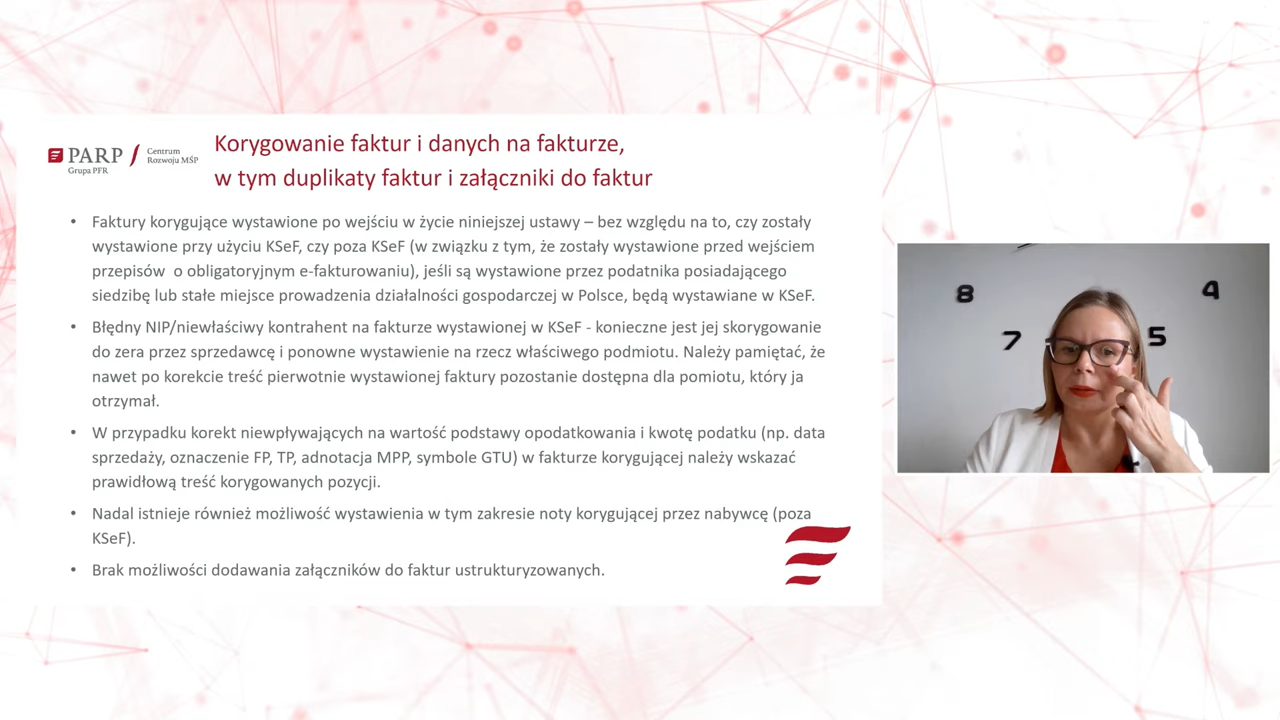 PARP
Grupa PFR
Centrum
Rozwoju MŚP
Korygowanie faktur i danych na fakturze,
w tym duplikaty faktur i załączniki do faktur
• Faktury korygujące wystawione po wejściu w życie niniejszej ustawy – bez względu na to, czy zostały
wystawione przy użyciu KSeF, czy poza KSeF (w związku z tym, że zostały wystawione przed wejściem
przepisów o obligatoryjnym e-fakturowaniu), jeśli są wystawione przez podatnika posiadającego
siedzibę lub stałe miejsce prowadzenia działalności gospodarczej w Polsce, będą wystawiane w KSeF.
• Błędny NIP/niewłaściwy kontrahent na fakturze wystawionej w KSeF - konieczne jest jej skorygowanie
do zera przez sprzedawcę i ponowne wystawienie na rzecz właściwego podmiotu. Należy pamiętać, że
nawet po korekcie treść pierwotnie wystawionej faktury pozostanie dostępna dla pomiotu, który ja
otrzymał.
• W przypadku korekt niewpływających na wartość podstawy opodatkowania i kwotę podatku (np. data
sprzedaży, oznaczenie FP, TP, adnotacja MPP, symbole GTU) w fakturze korygującej należy wskazać
prawidłową treść korygowanych pozycji.
• Nadal istnieje również możliwość wystawienia w tym zakresie noty korygującej przez nabywcę (poza
KSeF).
• Brak możliwości dodawania załączników do faktur ustrukturyzowanych.
8
4
7
5